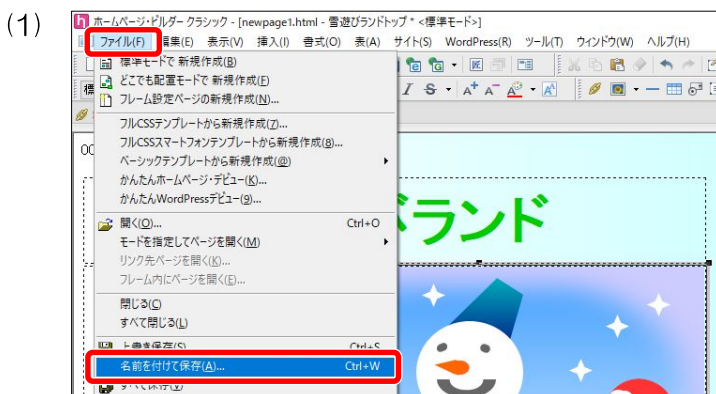 (1)
ホームページ・ビルダー クラシック - [newpage1.html - 雪遊びランドトップ * <標準モード>]
ファイル(F) 編集(E) 表示(V) 挿入(I) 書式(O) 表(A) サイト(S) WordPress(R) ツール(T) ウィンドウ(W) ヘルプ(H)
標準モードで 新規作成(B)
どこでも配置モードで 新規作成(F)
フレーム設定ページの新規作成(N)...
フルCSSテンプレートから新規作成(7)...
フルCSSスマートフォンテンプレートから新規作成(8)...
ベーシックテンプレートから新規作成(@)
かんたんホームページ・デビュー(K)...
かんたんWordPressデビュー(9)...
開く(O)... Ctrl+O
モードを指定してページを開く(M)
リンク先ページを開く(K)...
フレーム内にページを開く(E)...
閉じる(C)
すべて閉じる(L)
上書き保存(S) Ctrl+S
名前を付けて保存(A)... Ctrl+W
すべて保存(V)
ランド